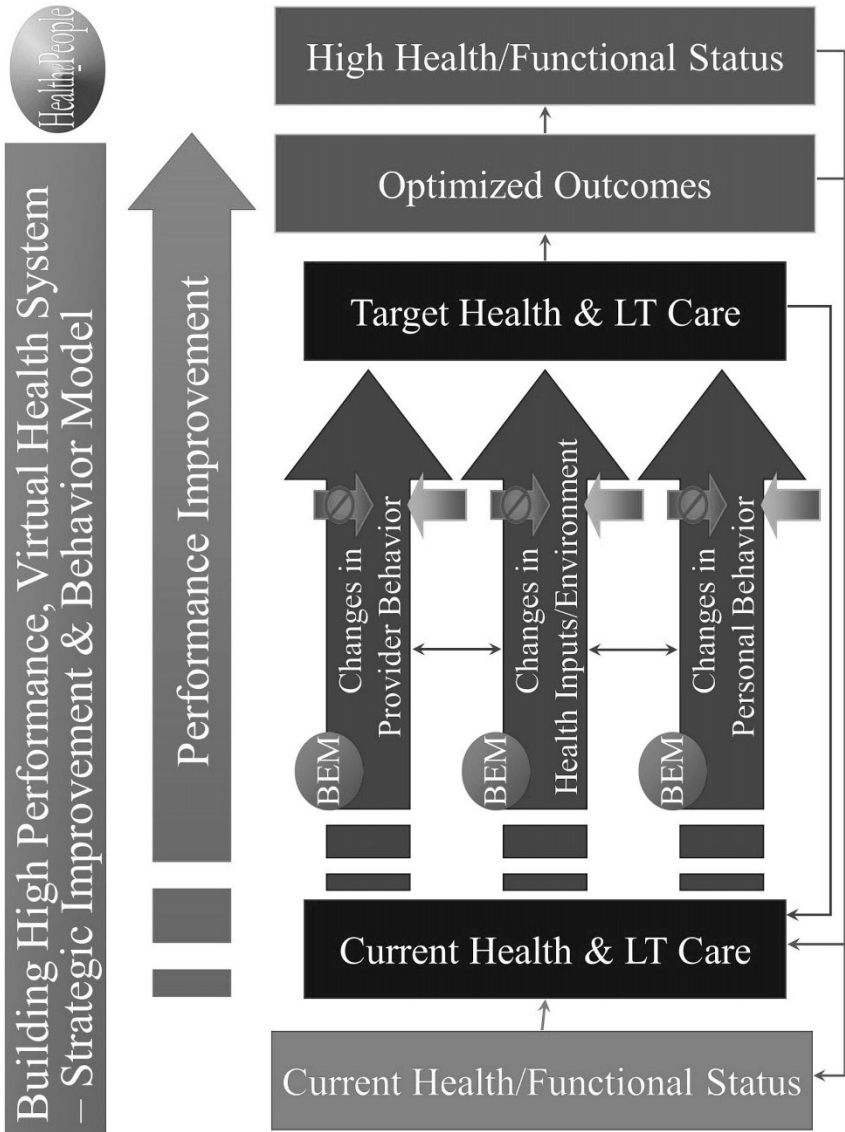 HealthePeople
Building High Performance, Virtual Health System
– Strategic Improvement & Behavior Model
Performance Improvement
High Health/Functional Status
Optimized Outcomes
Target Health & LT Care
Changes in
Provider Behavior
BEM
Changes in
Health Inputs/Environment
BEM
Changes in
Personal Behavior
BEM
Current Health & LT Care
Current Health/Functional Status